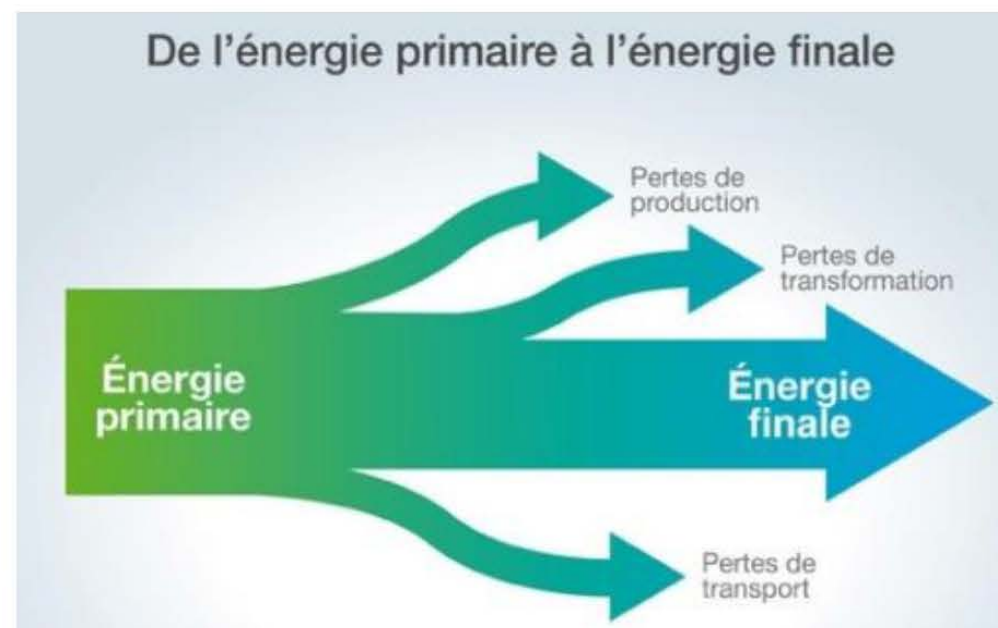 De l'énergie primaire à l'énergie finale
Pertes de
production
Pertes de
transformation
Énergie
primaire
Énergie
finale
Pertes de
transport